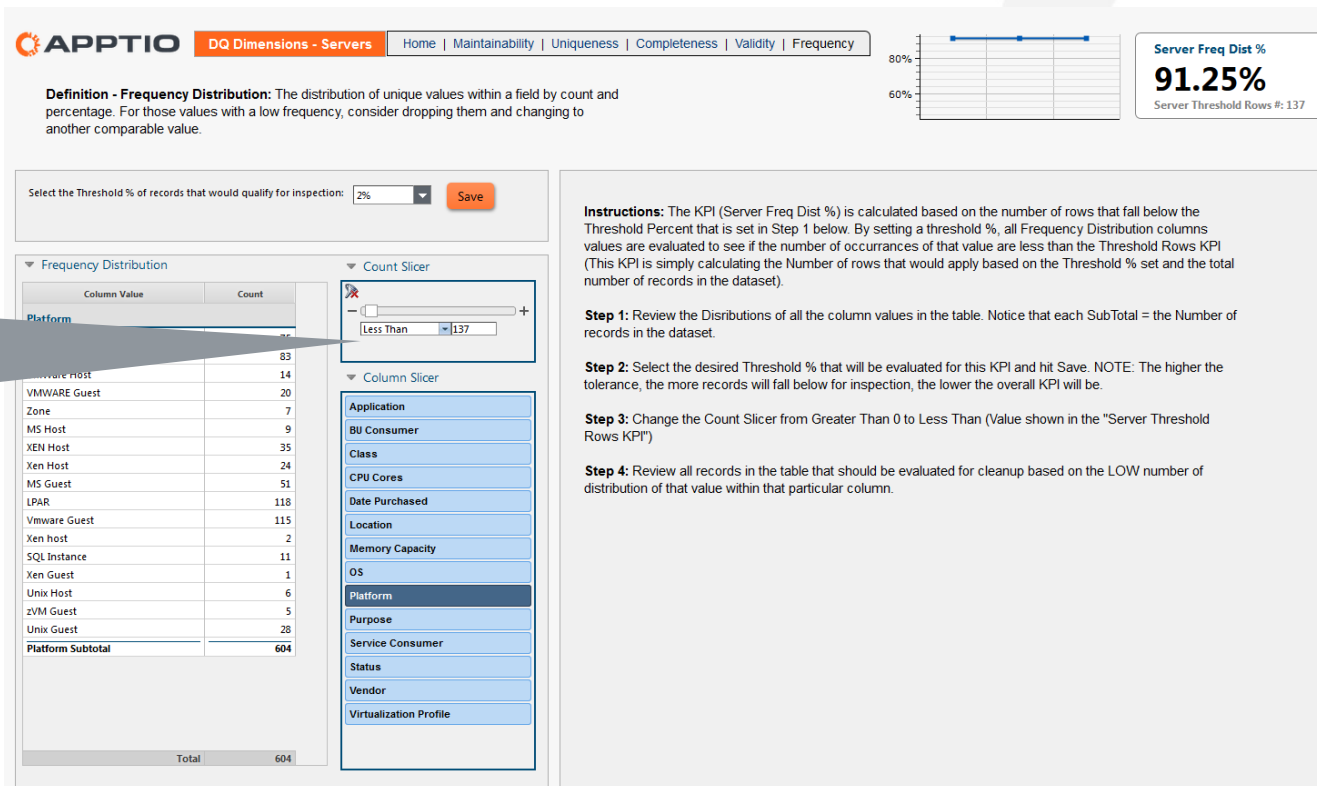 APPTIO
DQ Dimensions - Servers
Home | Maintainability | Uniqueness | Completeness | Validity | Frequency
80%
60%
Server Freq Dist %
91.25%
Server Threshold Rows #: 137
Definition - Frequency Distribution: The distribution of unique values within a field by count and
percentage. For those values with a low frequency, consider dropping them and changing to
another comparable value.
Select the Threshold % of records that would qualify for inspection:
2%
Save
Frequency Distribution
Column Value Count
Platform
83
14
VMWARE Guest 20
Zone 7
MS Host 9
XEN Host 35
Xen Host 24
MS Guest 51
LPAR 118
Vmware Guest 115
Xen host 2
SQL Instance 11
Xen Guest 1
Unix Host 6
zVM Guest 5
Unix Guest 28
Platform Subtotal 604
Total 604
Count Slicer
Less Than 137
Column Slicer
Application
BU Consumer
Class
CPU Cores
Date Purchased
Location
Memory Capacity
OS
Platform
Purpose
Service Consumer
Status
Vendor
Virtualization Profile
Instructions: The KPI (Server Freq Dist %) is calculated based on the number of rows that fall below the
Threshold Percent that is set in Step 1 below. By setting a threshold %, all Frequency Distribution columns
values are evaluated to see if the number of occurrances of that value are less than the Threshold Rows KPI
(This KPI is simply calculating the Number of rows that would apply based on the Threshold % set and the total
number of records in the dataset).
Step 1: Review the Disributions of all the column values in the table. Notice that each SubTotal = the Number of
records in the dataset.
Step 2: Select the desired Threshold % that will be evaluated for this KPI and hit Save. NOTE: The higher the
tolerance, the more records will fall below for inspection, the lower the overall KPI will be.
Step 3: Change the Count Slicer from Greater Than 0 to Less Than (Value shown in the "Server Threshold
Rows KPI")
Step 4: Review all records in the table that should be evaluated for cleanup based on the LOW number of
distribution of that value within that particular column.